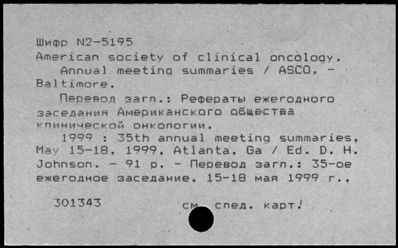 Шифр N2-5195
American society of clinical oncology.
Annual meeting summaries / ASCO. -
Baltimore.
Перевод загл.: Рефераты ежегодного
заседания Американского общества
клинической онкологии.
1999 : 35th annual meeting summaries,
May 15-18, 1999, Atlanta, Ga / Ed. D. H.
Johnson. - 91 p. - Перевод загл.: 35-ое
ежегодное заседание, 15-18 мая 1999 г.,
301343 см. след. карт.!